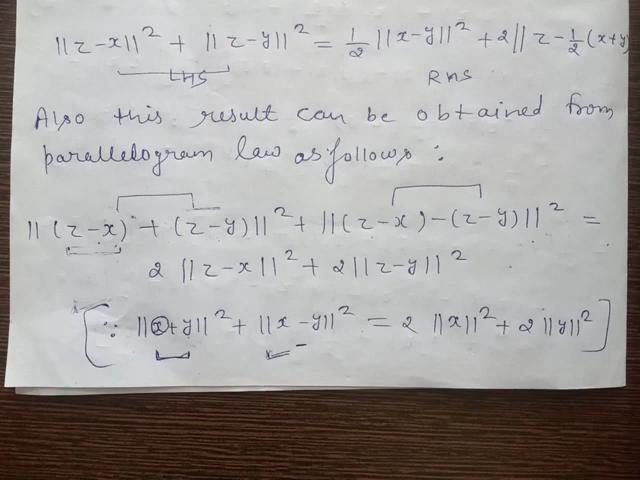 ||z-x||² + ||z-y||² = 1/2 ||x-y||² + 2||z-1/2(x+y)
LHS RHS
Also this result can be obtained from
parallelogram law as follows:
||(z-x) + (z-y)||² + ||(z-x)-(z-y)||² =
2 ||z-x||² + 2||z-y||²
[∵ ||x+y||² + ||x-y||² = 2 ||x||² + 2||y||²]